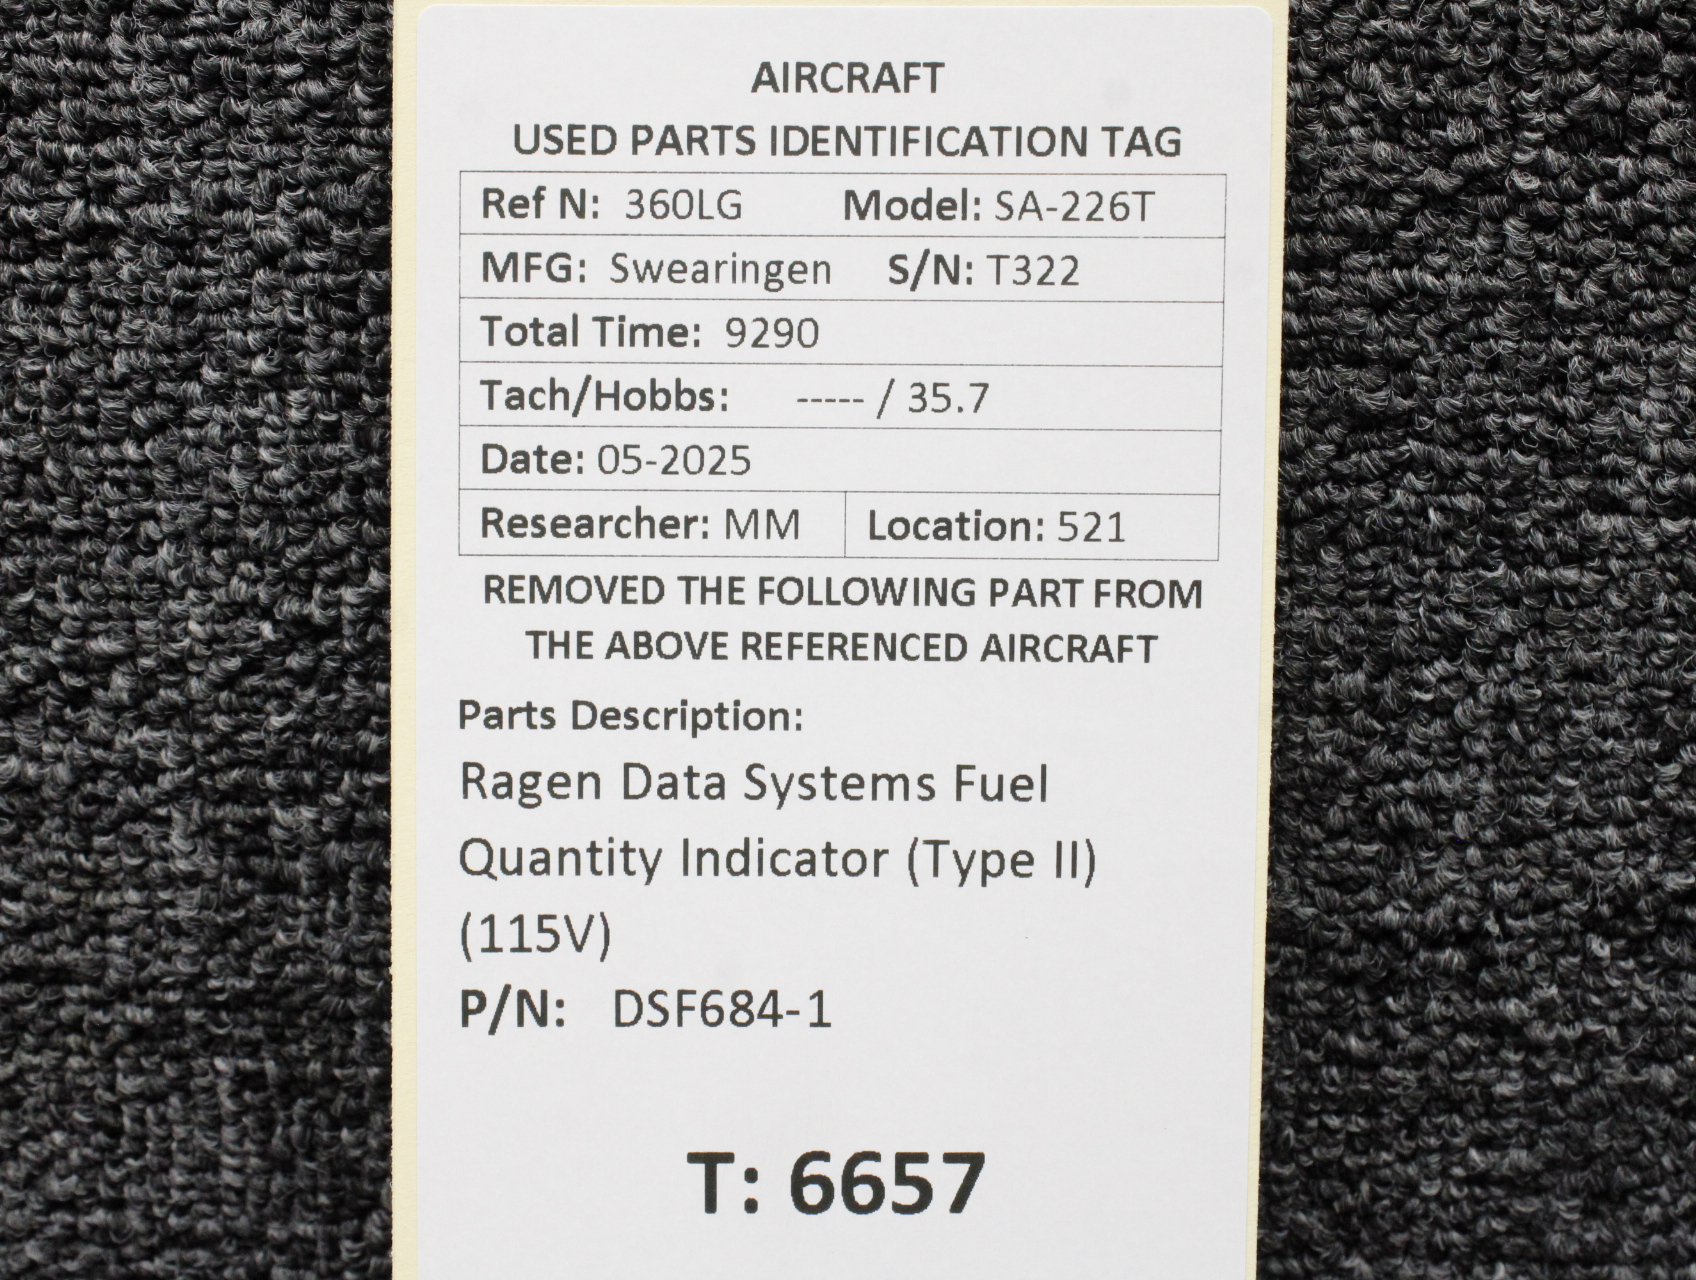 AIRCRAFT
USED PARTS IDENTIFICATION TAG
Ref N: 360LG Model: SA-226T
MFG: Swearingen S/N: T322
Total Time: 9290
Tach/Hobbs: ----- / 35.7
Date: 05-2025
Researcher: MM Location: 521
REMOVED THE FOLLOWING PART FROM
THE ABOVE REFERENCED AIRCRAFT
Parts Description:
Ragen Data Systems Fuel
Quantity Indicator (Type II)
(115V)
P/N: DSF684-1
T: 6657